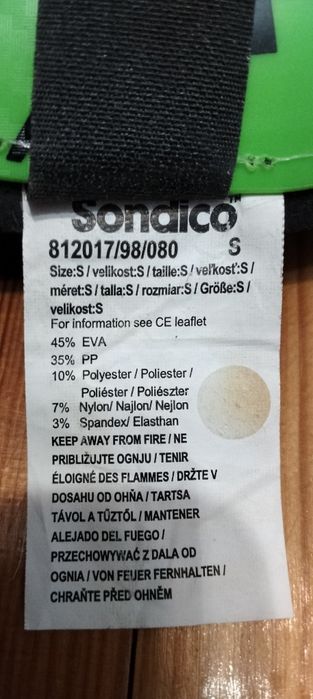 Sondico™
812017/98/080 S
Size:S / velikost:S / taille:S / veľkosť:S /
méret:S / talla:S / rozmiar:S / Größe:S /
velikost:S
For information see CE leaflet
45% EVA
35% PP
10% Polyester / Poliester /
Poliéster / Poliészter
7% Nylon/ Najlon/ Nejlon
3% Spandex/ Elasthan
KEEP AWAY FROM FIRE / NE
PRIBLIŽUJTE OGNJU / TENIR
ÉLOIGNÉ DES FLAMMES / DRŽTE V
DOSAHU OD OHŇA / TARTSA
TÁVOL A TŰZTŐL / MANTENER
ALEJADO DEL FUEGO /
PRZECHOWYWAĆ Z DALA OD
OGNIA / VON FEUER FERNHALTEN /
CHRAŇTE PŘED OHNĚM